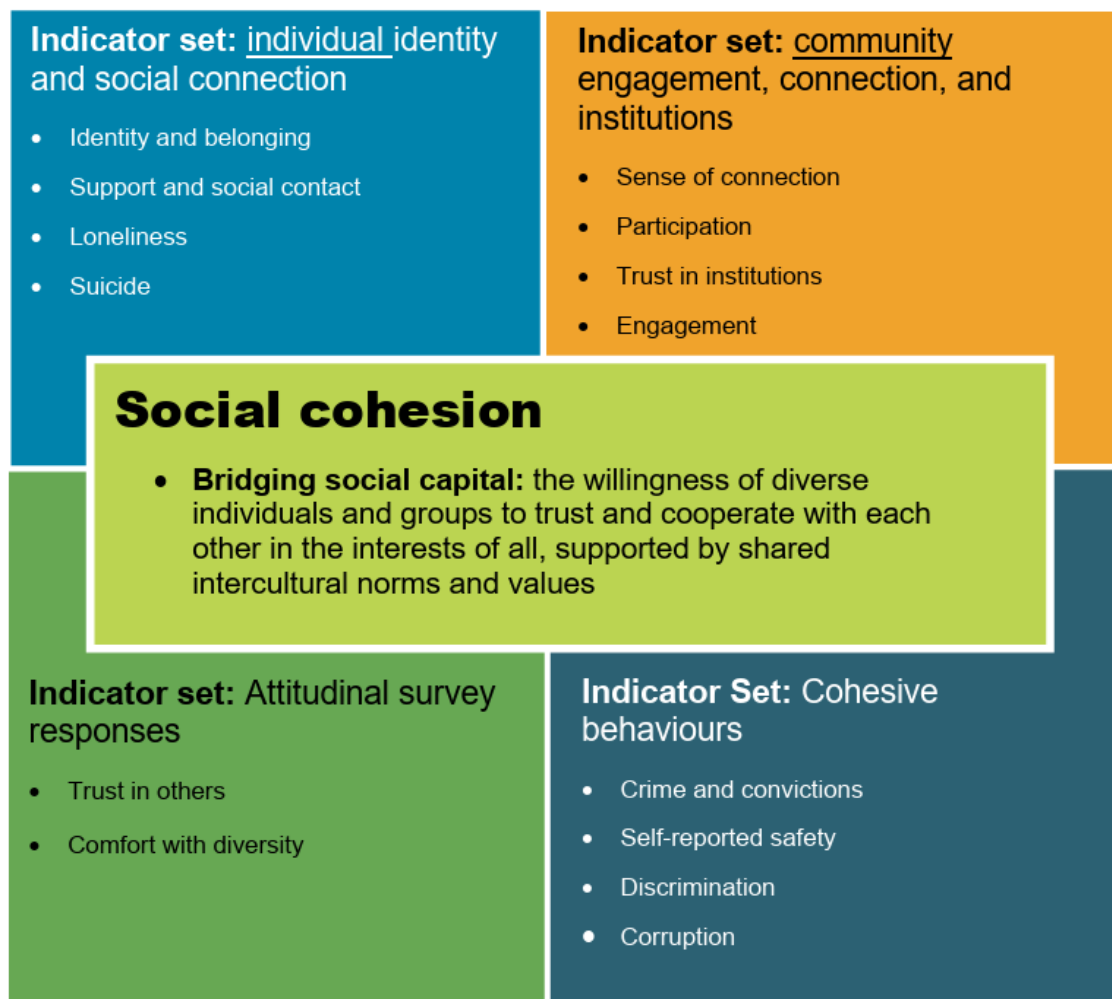 Indicator set: individual identity
and social connection
• Identity and belonging
• Support and social contact
• Loneliness
• Suicide
Indicator set: community
engagement, connection, and
institutions
• Sense of connection
• Participation
• Trust in institutions
• Engagement
Social cohesion
• Bridging social capital: the willingness of diverse
individuals and groups to trust and cooperate with each
other in the interests of all, supported by shared
intercultural norms and values
Indicator set: Attitudinal survey
responses
• Trust in others
• Comfort with diversity
Indicator Set: Cohesive
behaviours
• Crime and convictions
• Self-reported safety
• Discrimination
• Corruption